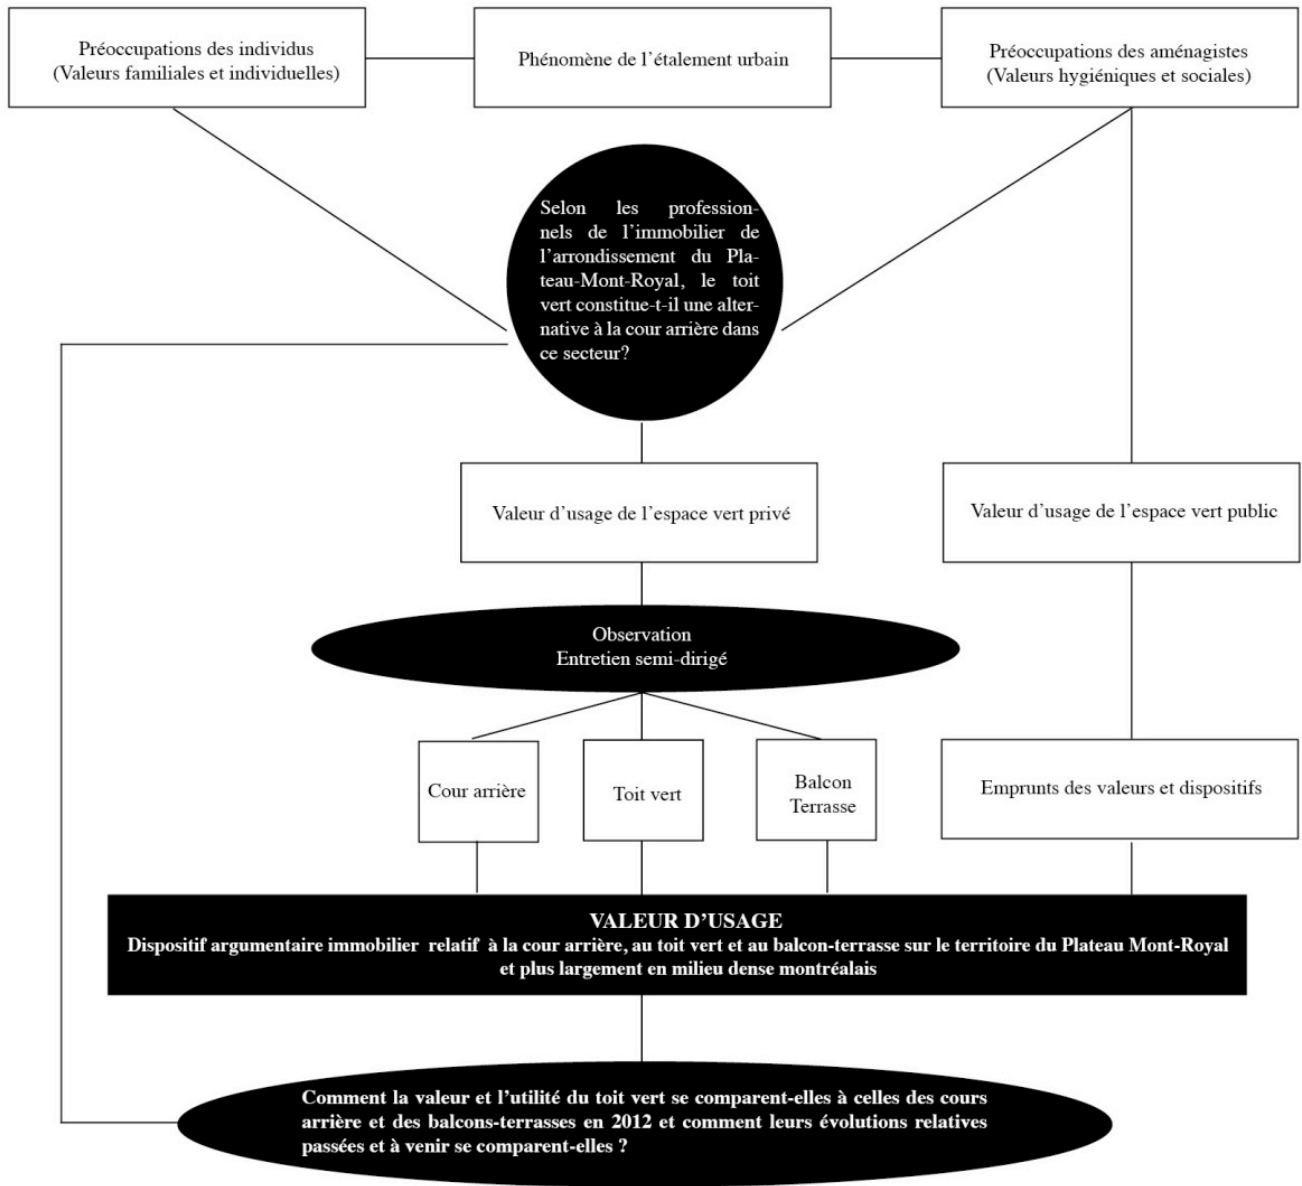 Préoccupations des individus
(Valeurs familiales et individuelles)
Phénomène de l'étalement urbain
Préoccupations des aménagistes
(Valeurs hygiéniques et sociales)
Selon les profession-
nels de l'immobilier de
l'arrondissement du Pla-
teau-Mont-Royal, le toit
vert constitue-t-il une alter-
native à la cour arrière dans
ce secteur?
Valeur d'usage de l'espace vert privé
Valeur d'usage de l'espace vert public
Observation
Entretien semi-dirigé
Cour arrière
Toit vert
Balcon
Terrasse
Emprunts des valeurs et dispositifs
VALEUR D'USAGE
Dispositif argumentaire immobilier relatif à la cour arrière, au toit vert et au balcon-terrasse sur le territoire du Plateau Mont-Royal
et plus largement en milieu dense montréalais
Comment la valeur et l'utilité du toit vert se comparent-elles à celles des cours
arrière et des balcons-terrasses en 2012 et comment leurs évolutions relatives
passées et à venir se comparent-elles ?